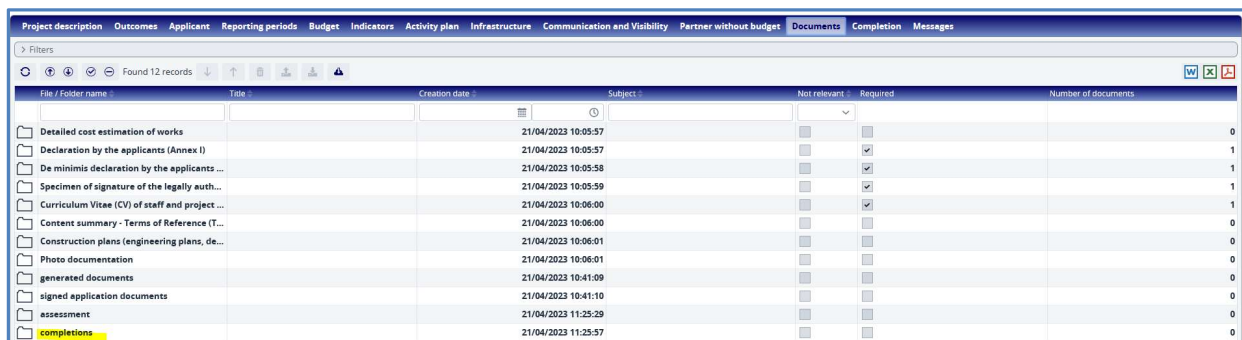 Project description Outcomes Applicant Reporting periods Budget Indicators Activity plan Infrastructure Communication and Visibility Partner without budget Documents Completion Messages
> Filters
Found 12 records
File / Folder name Title Creation date Subject Not relevant Required Number of documents
Detailed cost estimation of works 21/04/2023 10:05:57 0
Declaration by the applicants (Annex I) 21/04/2023 10:05:57 1
De minimis declaration by the applicants ... 21/04/2023 10:05:58 1
Specimen of signature of the legally auth... 21/04/2023 10:05:59 1
Curriculum Vitae (CV) of staff and project ... 21/04/2023 10:06:00 1
Content summary - Terms of Reference (T... 21/04/2023 10:06:00 0
Construction plans (engineering plans, de... 21/04/2023 10:06:01 0
Photo documentation 21/04/2023 10:06:01 0
generated documents 21/04/2023 10:41:09 0
signed application documents 21/04/2023 10:41:10 0
assessment 21/04/2023 11:25:29 0
completions 21/04/2023 11:25:57 0